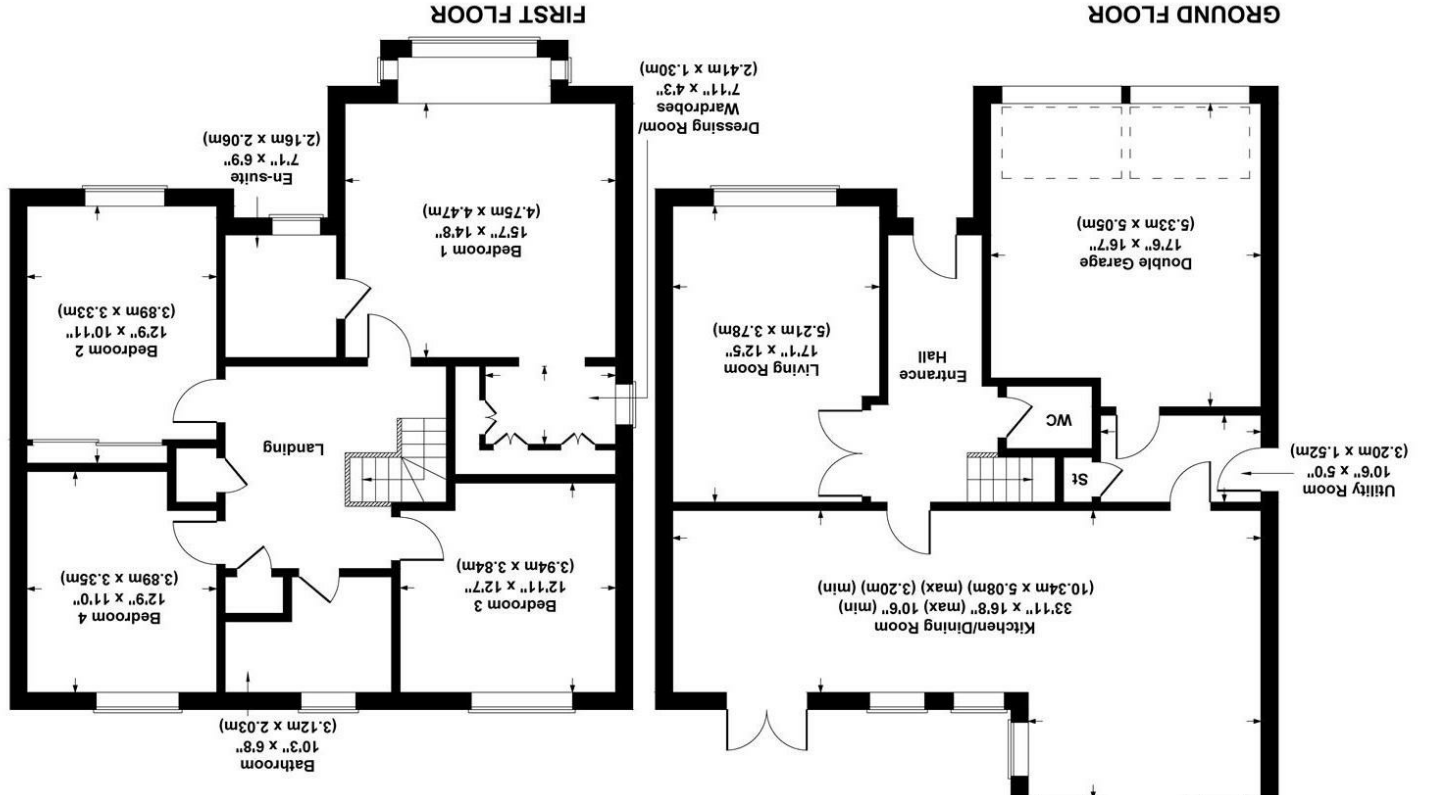 Kitchen/Dining Room
33'11" x 16'8" (max) 10'6" (min)
(10.34m x 5.08m) (max) (3.20m) (min)
Utility Room
10'6" x 5'0"
(3.20m x 1.52m)
St
WC
Entrance
Hall
Living Room
17'1" x 12'5"
(5.21m x 3.78m)
Double Garage
17'6" x 16'7"
(5.33m x 5.05m)
GROUND FLOOR
Bathroom
10'3" x 6'8"
(3.12m x 2.03m)
Bedroom 3
12'11" x 12'7"
(3.94m x 3.84m)
Bedroom 4
12'9" x 11'0"
(3.89m x 3.35m)
Landing
Bedroom 2
12'9" x 10'11"
(3.89m x 3.33m)
Bedroom 1
15'7" x 14'8"
(4.75m x 4.47m)
En-suite
7'1" x 6'9"
(2.16m x 2.06m)
Dressing Room/
Wardrobes
7'11" x 4'3"
(2.41m x 1.30m)
FIRST FLOOR